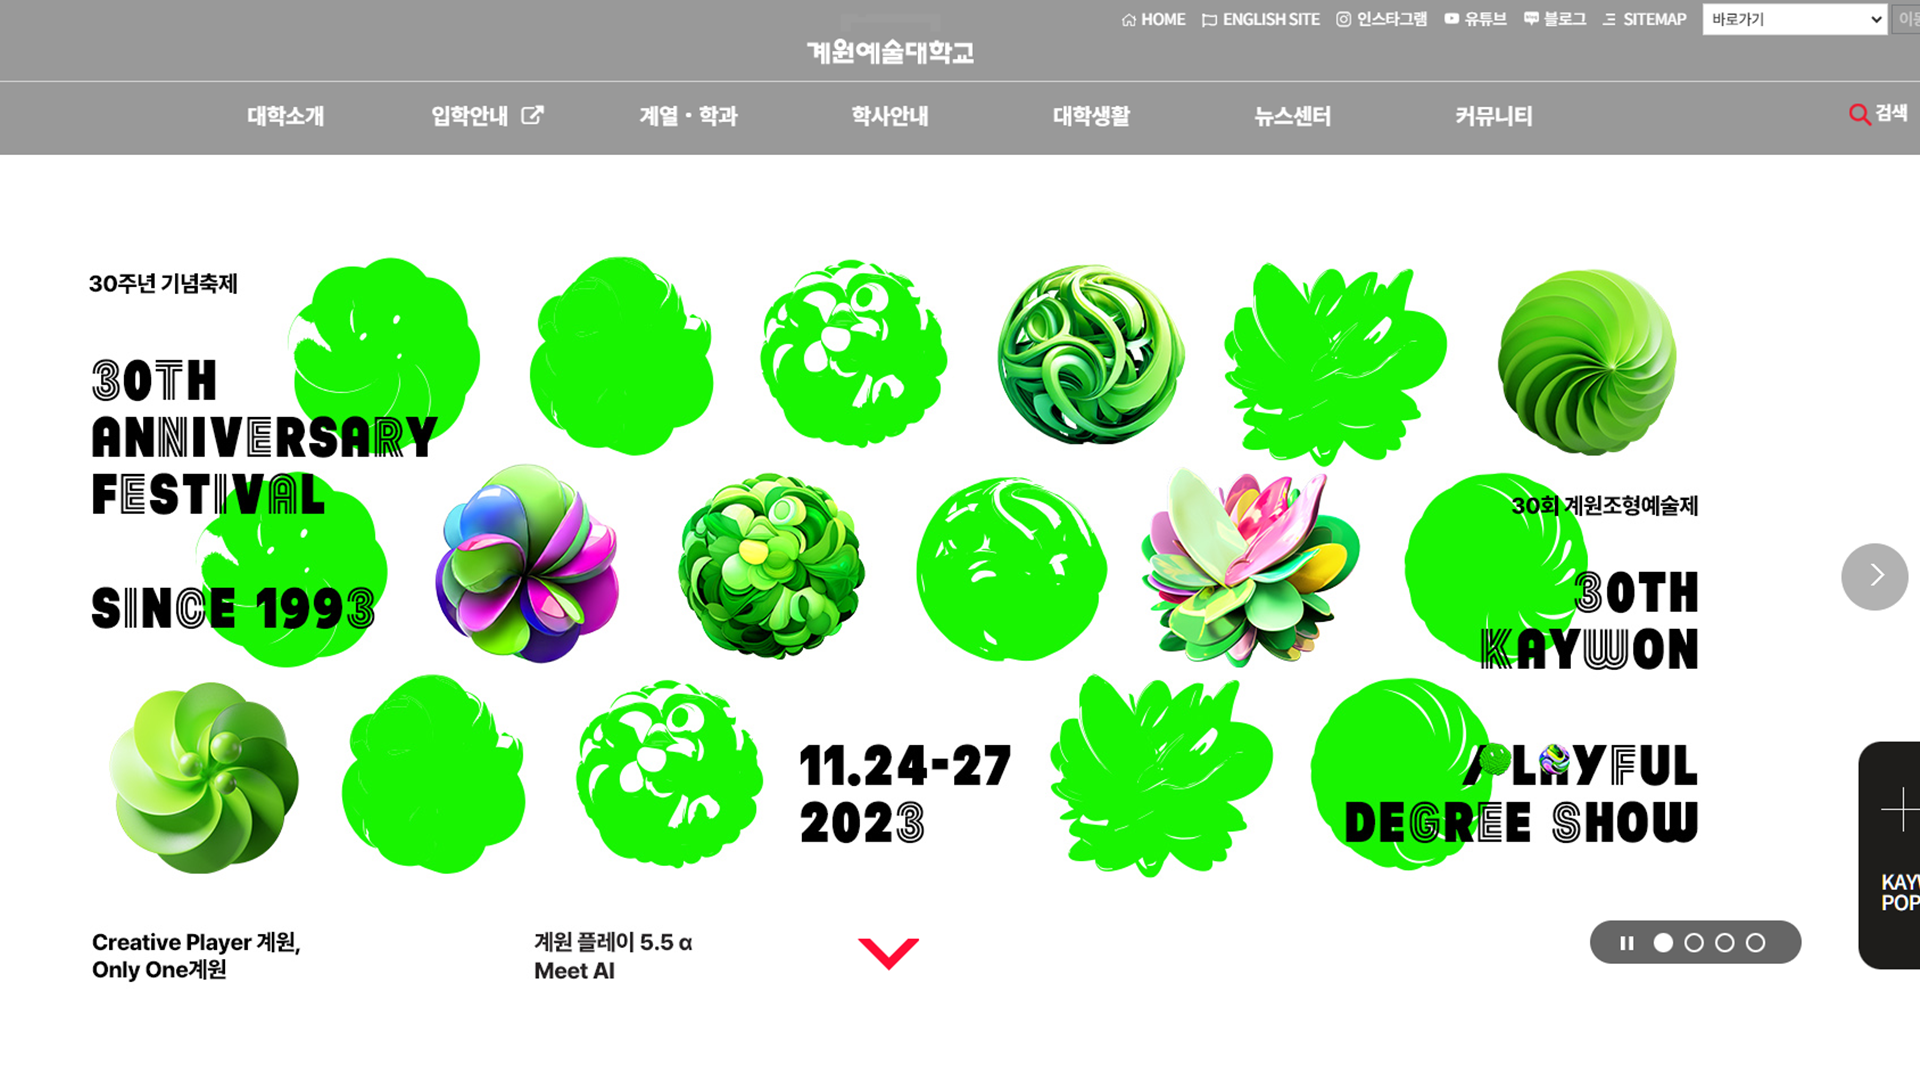 HOME
ENGLISH SITE
인스타그램
유튜브
블로그
SITEMAP
바로가기
이동
계원예술대학교
대학소개
입학안내
계열·학과
학사안내
대학생활
뉴스센터
커뮤니티
검색
30주년 기념축제
30TH
ANNIVERSARY
FESTIVAL
SINCE 1993
30회 계원조형예술제
30TH
KAYWON
PLAYFUL
DEGREE SHOW
11.24-27
2023
Creative Player 계원,
Only One계원
계원 플레이 5.5 α
Meet AI
KAY
POP